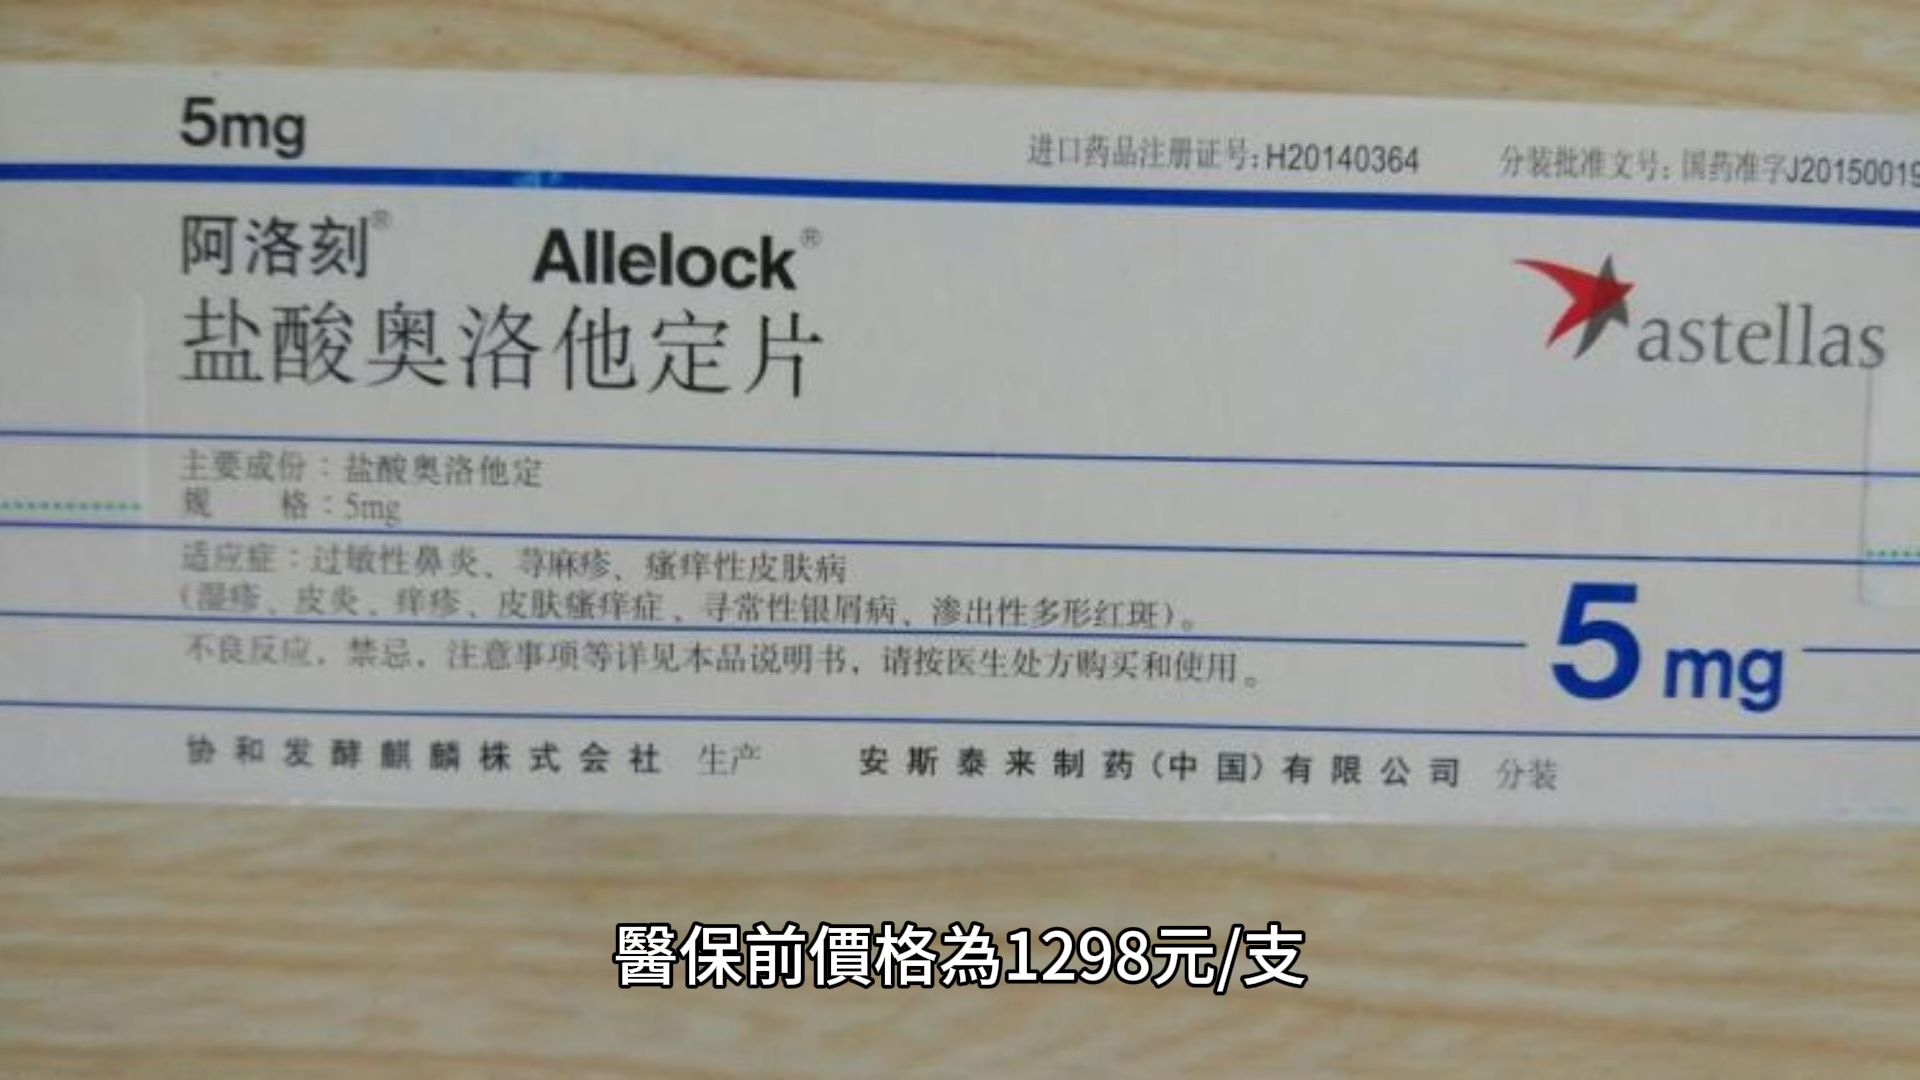 5mg
进口药品注册证号:H20140364 分装批准文号:国药准字J20150019
阿洛刻® Allelock®
盐酸奥洛他定片
astellas
主要成份:盐酸奥洛他定
规 格:5mg
适应症:过敏性鼻炎、荨麻疹、瘙痒性皮肤病
(湿疹、皮炎、痒疹、皮肤瘙痒症、寻常性银屑病、渗出性多形红斑)。
5mg
不良反应,禁忌,注意事项等详见本品说明书,请按医生处方购买和使用。
协和发酵麒麟株式会社 生产 安斯泰来制药(中国)有限公司 分装
醫保前價格為1298元/支